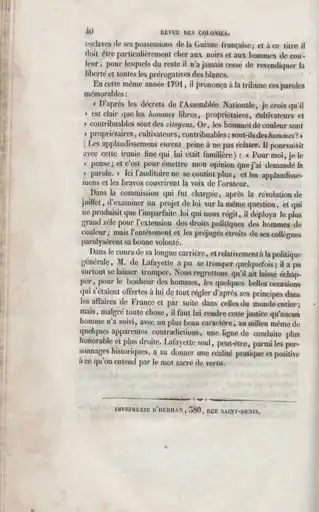 40 REVUE DES COLONIES.
esclaves de ses possessions de la Guiane française; et à ce titre il
doit être particulièrement cher aux noirs et aux hommes de cou-
leur, pour lesquels du reste il n'a jamais cessé de revendiquer la
liberté et toutes les prérogatives des blancs.
En cette même année 1791, il prononça à la tribune ces paroles
mémorables :
« D'après les décrets de l'Assemblée Nationale, je crois qu'il
» est clair que les hommes libres, propriétaires, cultivateurs et
» contribuables sont des citoyens. Or, les hommes de couleur sont
» propriétaires, cultivateurs, contribuables; sont-ils des hommes? »
(Les applaudissemens eurent peine à ne pas éclater. Il poursuivit
avec cette ironie fine qui lui était familière) : « Pour moi, je le
» pense; et c'est pour émettre mon opinion que j'ai demandé la
» parole. » Ici l'auditoire ne se contint plus, et les applaudisse-
mens et les bravos couvrirent la voix de l'orateur.
Dans la commission qui fut chargée, après la révolution de
juillet, d'examiner un projet de loi sur la même question, et qui
ne produisit que l'imparfaite loi qui nous régit, il déploya le plus
grand zèle pour l'extension des droits politiques des hommes de
couleur; mais l'entêtement et les préjugés étroits de ses collègues
paralysèrent sa bonne volonté.
Dans le cours de sa longue carrière, et relativement à la politique
générale, M. de Lafayette a pu se tromper quelquefois; il a pu
surtout se laisser tromper. Nous regrettons qu'il ait laissé échap-
per, pour le bonheur des hommes, les quelques belles occasions
qui s'étaient offertes à lui de tout régler d'après ses principes dans
les affaires de France et par suite dans celles du monde entier;
mais, malgré toute chose, il faut lui rendre cette justice qu'aucun
homme n'a suivi, avec un plus beau caractère, au milieu même de
quelques apparentes contradictions, une ligne de conduite plus
honorable et plus droite. Lafayette seul, peut-être, parmi les per-
sonnages historiques, a su donner une réalité pratique et positive
à ce qu'on entend par le mot sacré de vertu.
IMPRIMERIE D'HERHAN, 380, RUE SAINT-DENIS.